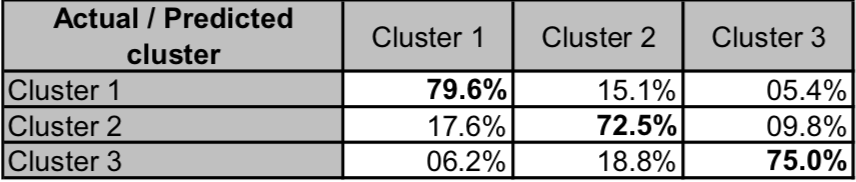 Actual / Predicted cluster Cluster 1 Cluster 2 Cluster 3
Cluster 1 79.6% 15.1% 05.4%
Cluster 2 17.6% 72.5% 09.8%
Cluster 3 06.2% 18.8% 75.0%